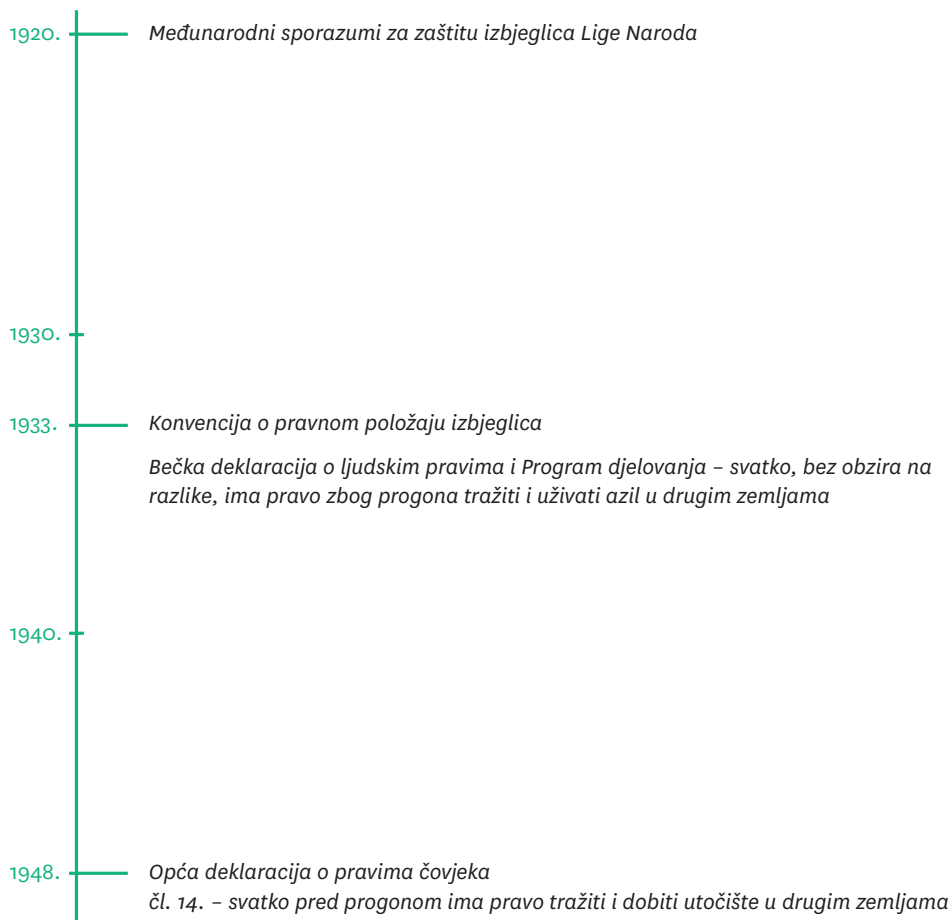 1920. Međunarodni sporazumi za zaštitu izbjeglica Lige Naroda
1930.
1933. Konvencija o pravnom položaju izbjeglica
Bečka deklaracija o ljudskim pravima i Program djelovanja – svatko, bez obzira na
razlike, ima pravo zbog progona tražiti i uživati azil u drugim zemljama
1940.
1948. Opća deklaracija o pravima čovjeka
čl. 14. – svatko pred progonom ima pravo tražiti i dobiti utočište u drugim zemljama